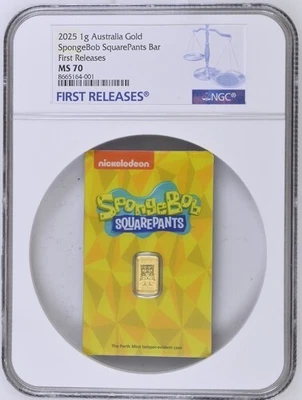 2025 1g Australia Gold
SpongeBob SquarePants Bar
First Releases
MS 70
8665164-001
FIRST RELEASES®
NGC®
nickelodeon
SpongeBob
SQUAREPANTS